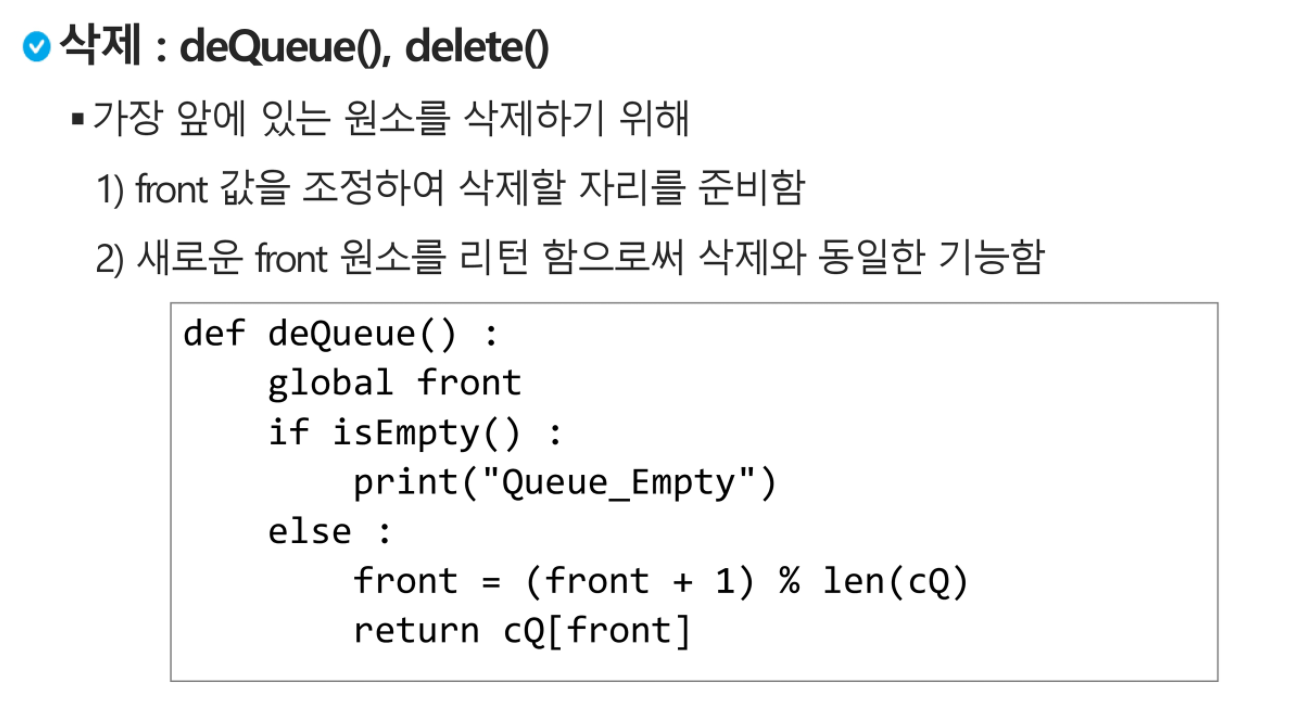 삭제 : deQueue(), delete()
▪ 가장 앞에 있는 원소를 삭제하기 위해
1) front 값을 조정하여 삭제할 자리를 준비함
2) 새로운 front 원소를 리턴 함으로써 삭제와 동일한 기능함
def deQueue() :
    global front
    if isEmpty() :
        print("Queue_Empty")
    else :
        front = (front + 1) % len(cQ)
        return cQ[front]